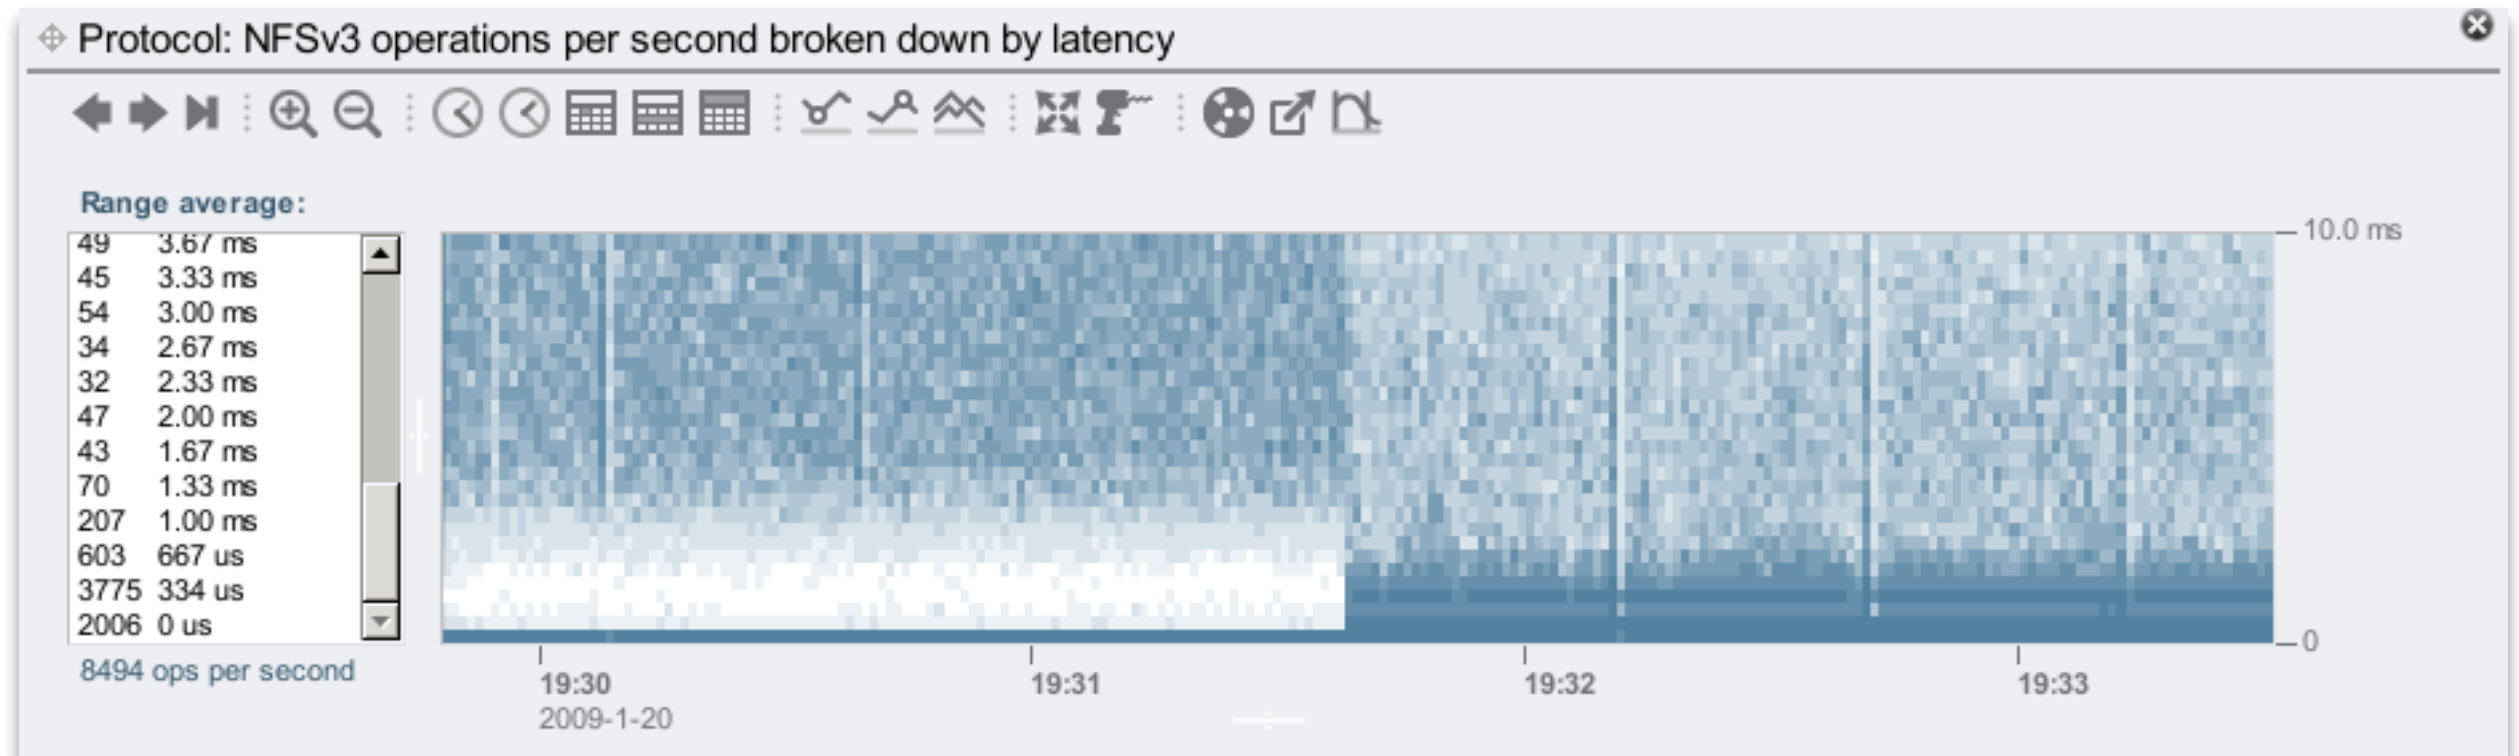 Protocol: NFSv3 operations per second broken down by latency
Range average:
49 3.67 ms
45 3.33 ms
54 3.00 ms
34 2.67 ms
32 2.33 ms
47 2.00 ms
43 1.67 ms
70 1.33 ms
207 1.00 ms
603 667 us
3775 334 us
2006 0 us
8494 ops per second
10.0 ms
0
19:30 19:31 19:32 19:33
2009-1-20